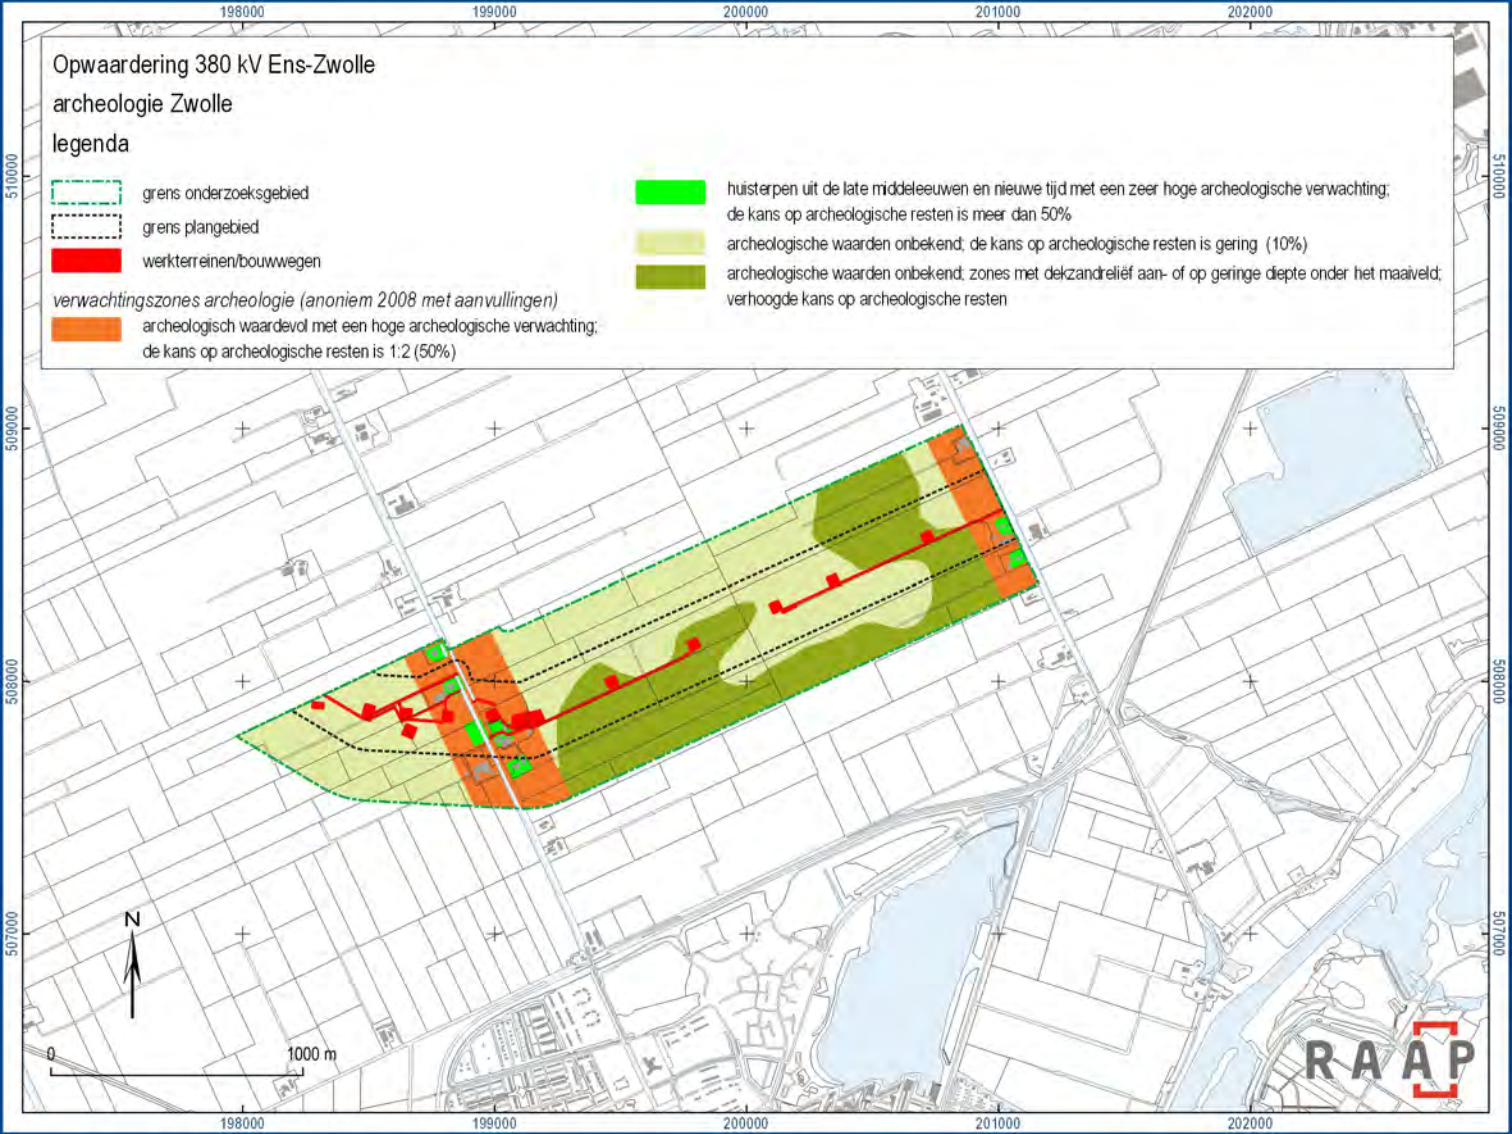 198000 199000 200000 201000 202000
Opwaardering 380 kV Ens-Zwolle
archeologie Zwolle
legenda
grens onderzoeksgebied
grens plangebied
werkterreinen/bouwwegen
verwachtingszones archeologie (anoniem 2008 met aanvullingen)
archeologisch waardevol met een hoge archeologische verwachting;
de kans op archeologische resten is 1:2 (50%)
huisterpen uit de late middeleeuwen en nieuwe tijd met een zeer hoge archeologische verwachting;
de kans op archeologische resten is meer dan 50%
archeologische waarden onbekend; de kans op archeologische resten is gering (10%)
archeologische waarden onbekend; zones met dekzandreliëf aan- of op geringe diepte onder het maaiveld;
verhoogde kans op archeologische resten
510000 510000
509000 509000
508000 508000
507000 507000
N
0 1000 m
RAAP
198000 199000 200000 201000 202000